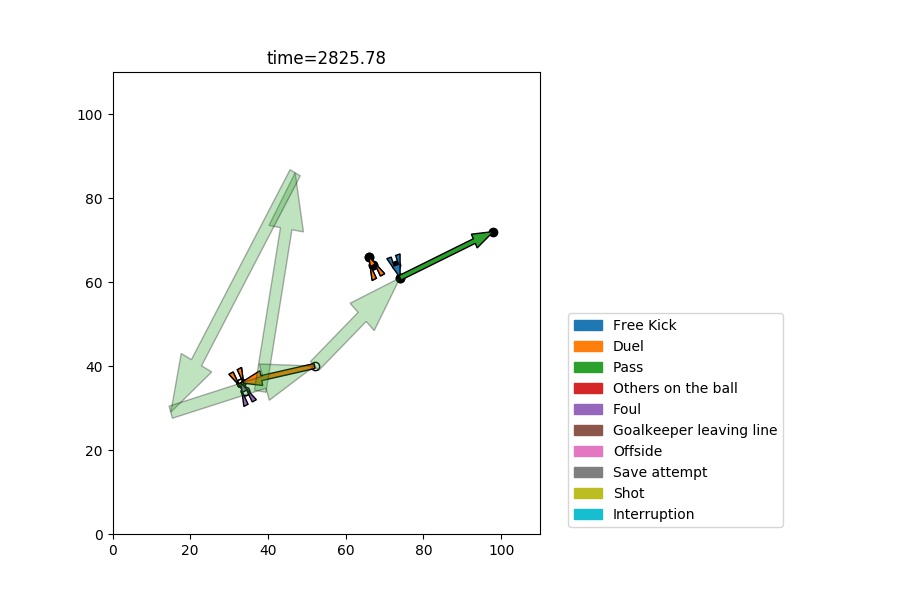 time=2825.78
100
80
60
40
20
0
0 20 40 60 80 100
Free Kick
Duel
Pass
Others on the ball
Foul
Goalkeeper leaving line
Offside
Save attempt
Shot
Interruption